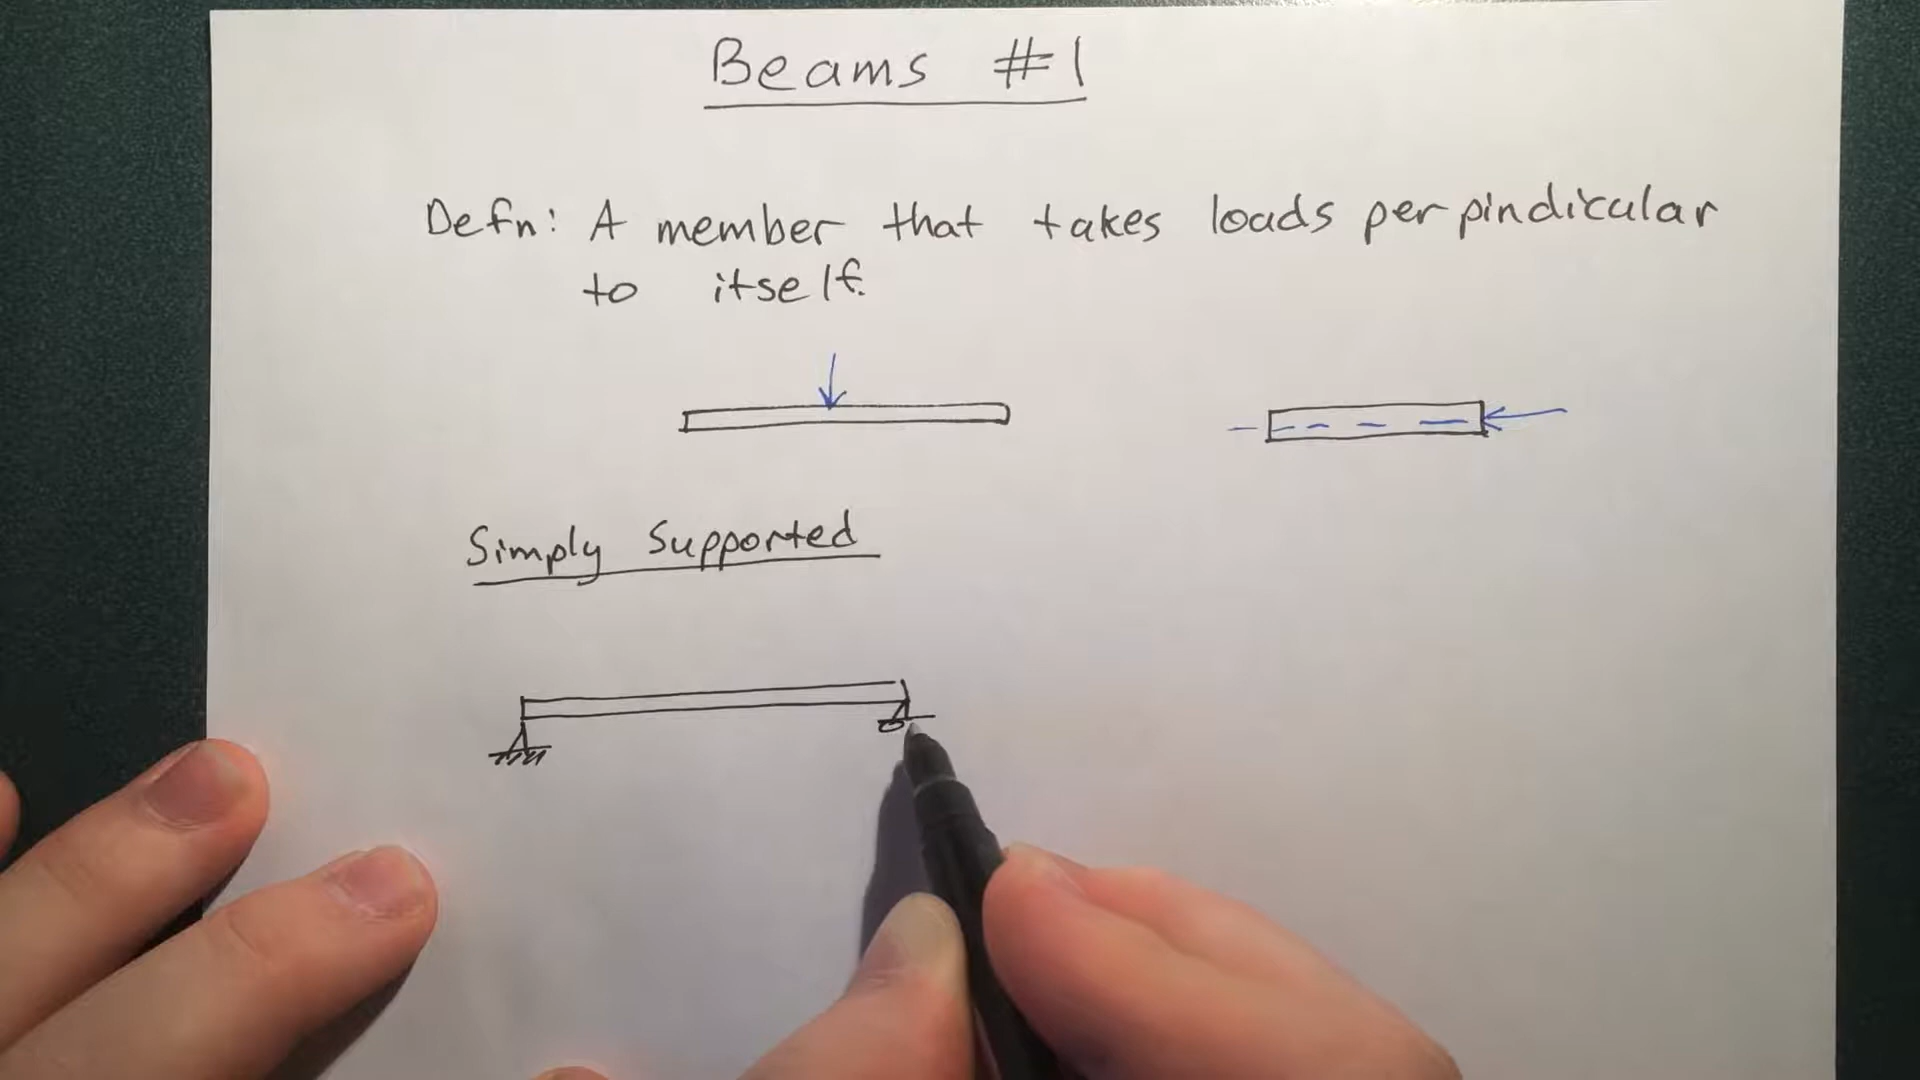 Beams #1
Defn: A member that takes loads perpindicular
to itself.
Simply Supported